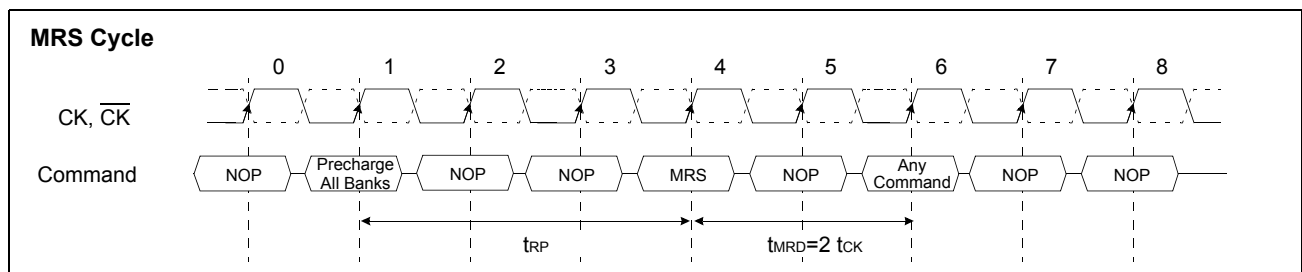 MRS Cycle
0 1 2 3 4 5 6 7 8
CK, C̅K̅
Command
NOP
Precharge
All Banks
NOP
NOP
MRS
NOP
Any
Command
NOP
NOP
tRP
tMRD=2 tCK